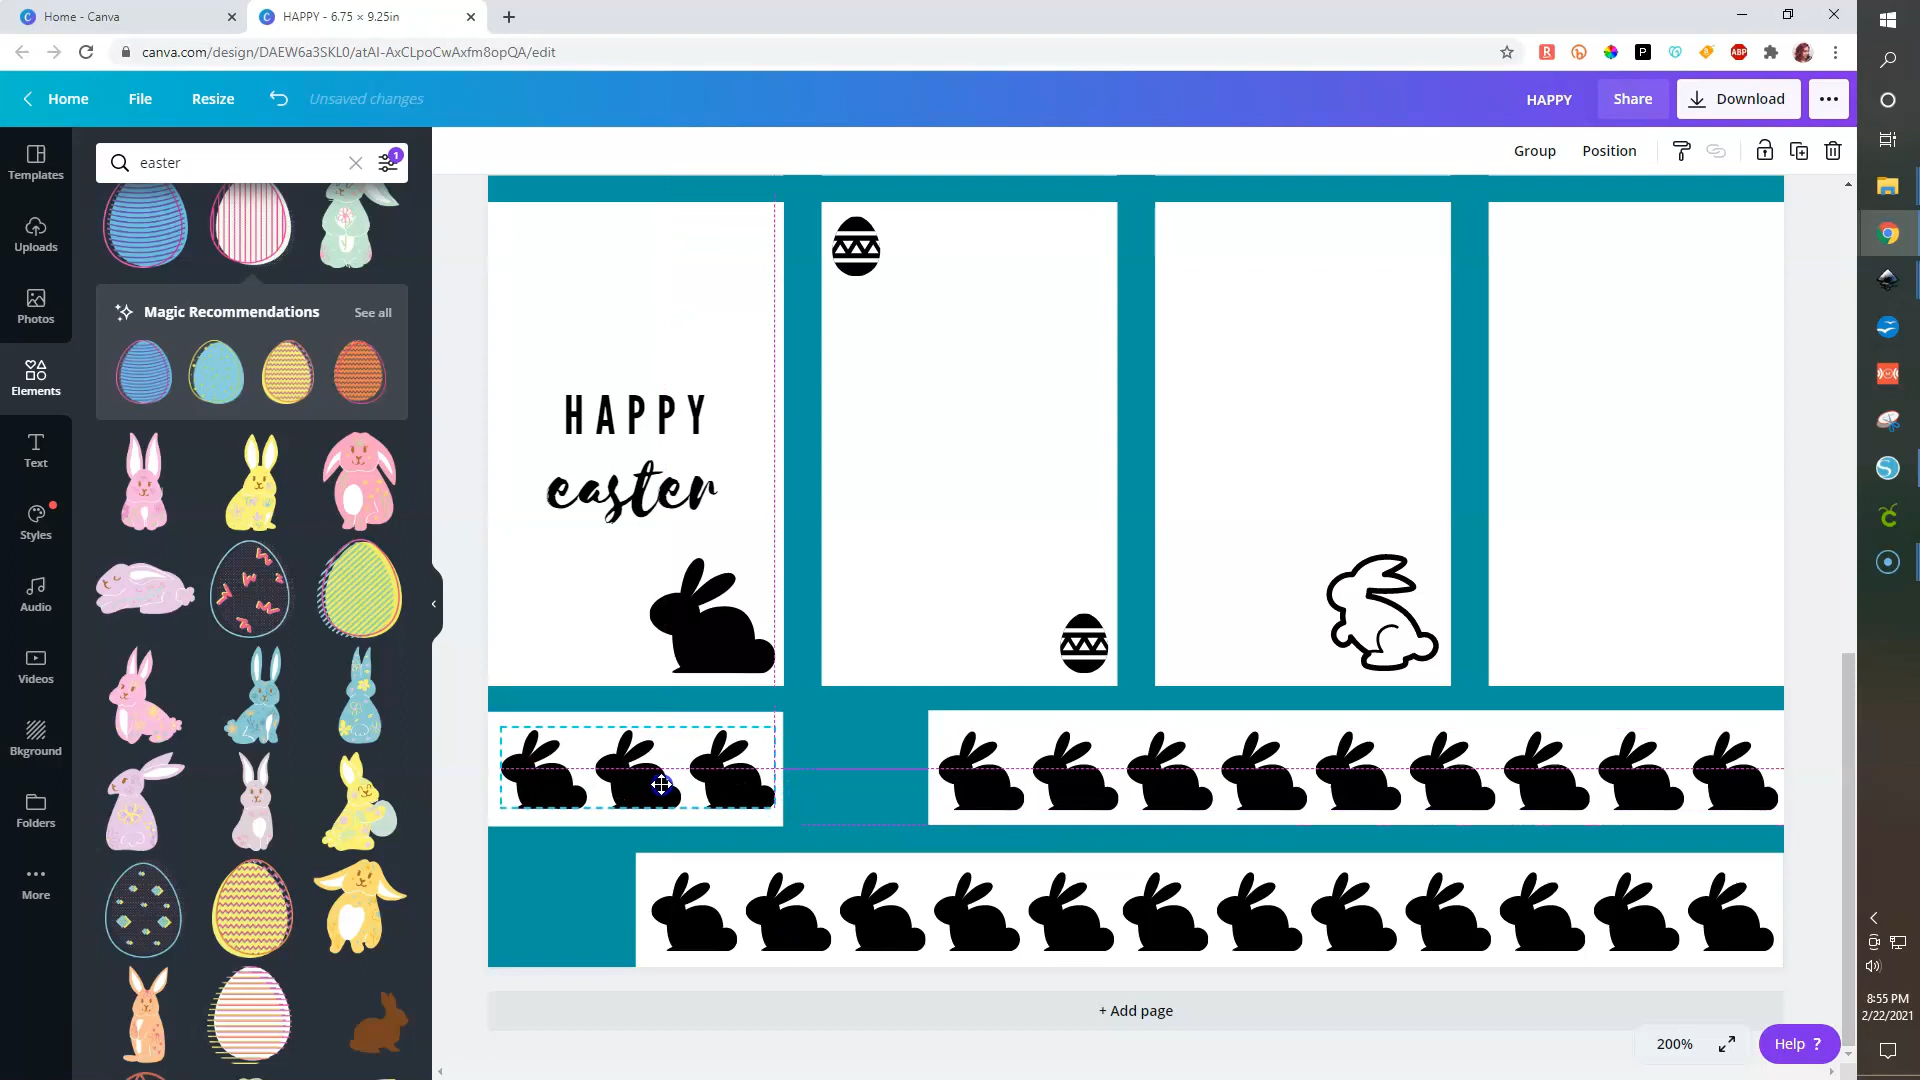 Home - Canva
HAPPY - 6.75 × 9.25in
canva.com/design/DAEW6a3SKL0/atAI-AxCLpoCwAxfm8opQA/edit
Home
File
Resize
Unsaved changes
HAPPY
Share
Download
easter
1
Group
Position
Templates
Uploads
Photos
Elements
Text
Styles
Audio
Videos
Bkground
Folders
More
Magic Recommendations
See all
HAPPY
easter
+ Add page
200%
Help ?
ABP
P
8:55 PM
2/22/2021